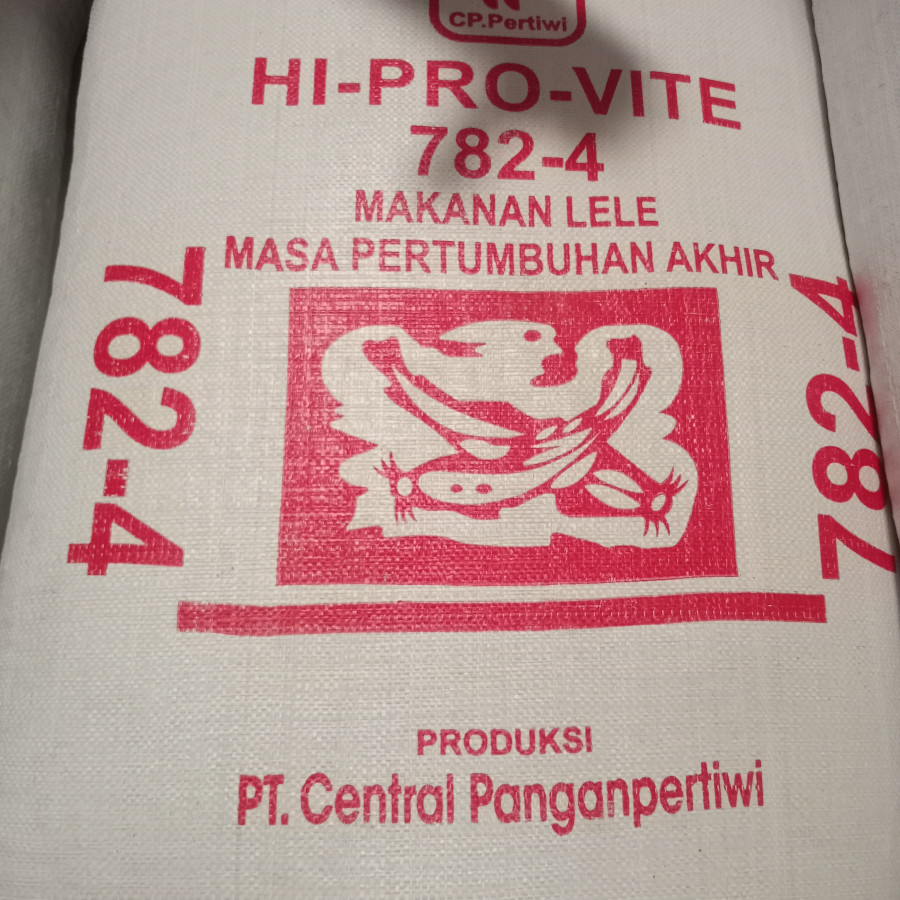 CP.Pertiwi
HI-PRO-VITE
782-4
MAKANAN LELE
MASA PERTUMBUHAN AKHIR
782-4
782-4
PRODUKSI
PT. Central Panganpertiwi